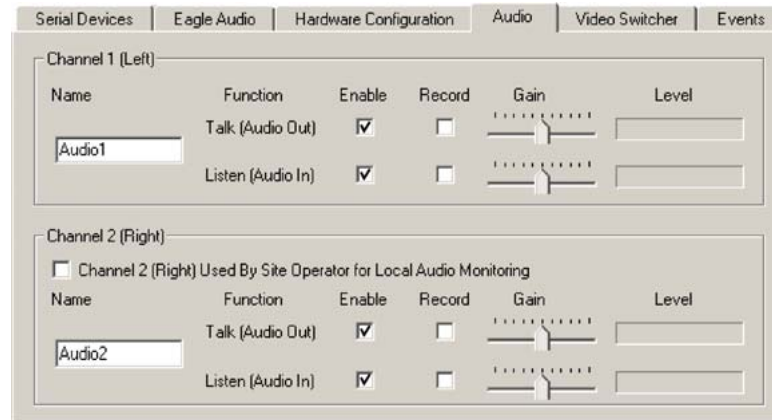 Serial Devices Eagle Audio Hardware Configuration Audio Video Switcher Events
Channel 1 (Left)
Name Function Enable Record Gain Level
Talk (Audio Out)
Audio1
Listen (Audio In)
Channel 2 (Right)
Channel 2 (Right) Used By Site Operator for Local Audio Monitoring
Name Function Enable Record Gain Level
Talk (Audio Out)
Audio2
Listen (Audio In)